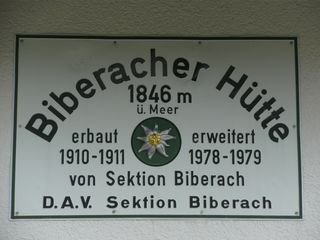 Biberacher Hütte
1846 m
ü. Meer
erbaut erweitert
1910-1911 1978-1979
von Sektion Biberach
D.A.V. Sektion Biberach